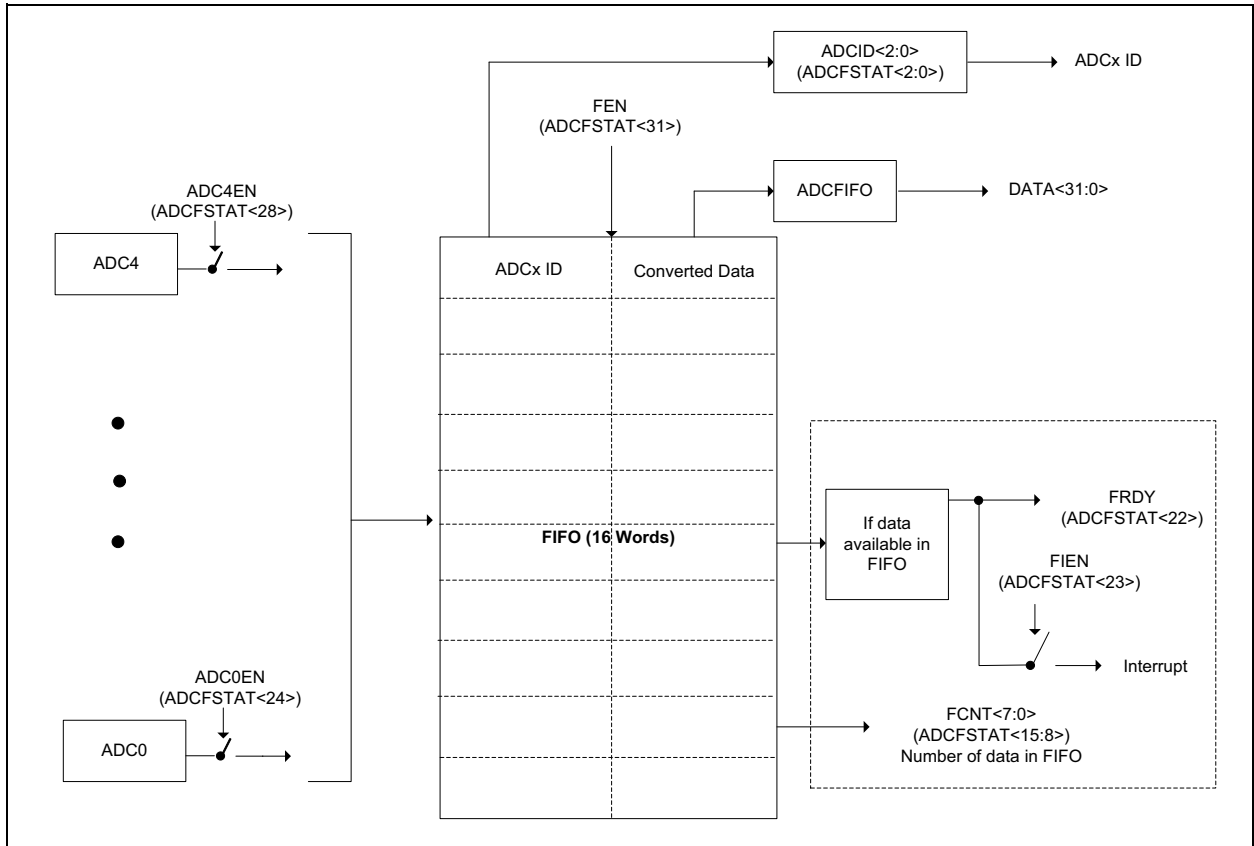 ADCID<2:0>
(ADCFSTAT<2:0>)
ADCx ID
FEN
(ADCFSTAT<31>)
ADCFIFO
DATA<31:0>
ADC4EN
(ADCFSTAT<28>)
ADC4
ADCx ID
Converted Data
FIFO (16 Words)
If data
available in
FIFO
FRDY
(ADCFSTAT<22>)
FIEN
(ADCFSTAT<23>)
Interrupt
ADC0EN
(ADCFSTAT<24>)
ADC0
FCNT<7:0>
(ADCFSTAT<15:8>)
Number of data in FIFO